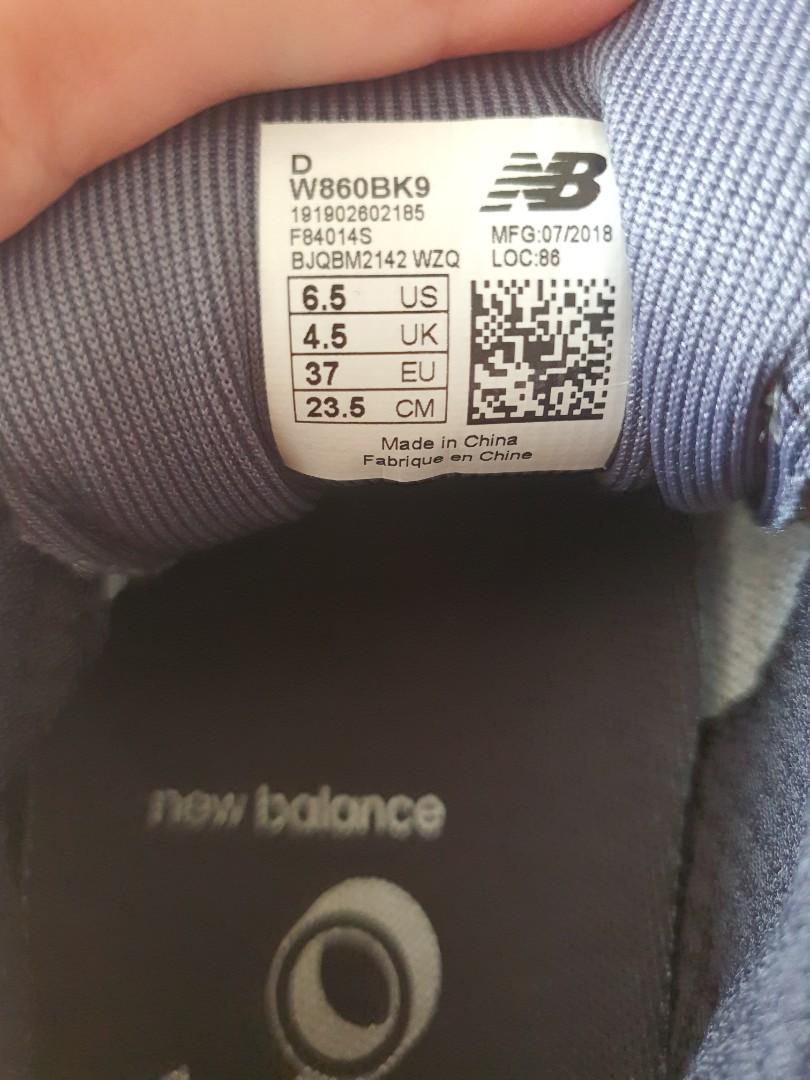 D
W860BK9
191902602185
F84014S
BJQBM2142 WZQ
NB
MFG:07/2018
LOC:86
6.5 US
4.5 UK
37 EU
23.5 CM
Made in China
Fabrique en Chine
new balance